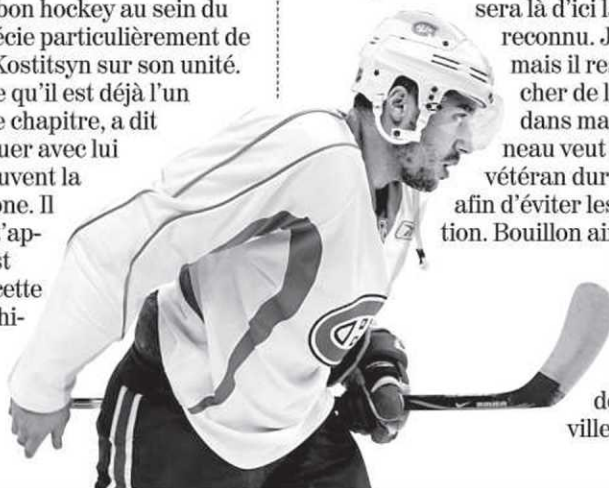 bon hockey au sein du
écie particulièrement de
Kostitsyn sur son unité.
e qu'il est déjà l'un
e chapitre, a dit
uer avec lui
uvent la
one. Il
t'ap-
st
cette
hi-
sera là d'ici l
reconnu. J
mais il re
cher de l
dans ma
neau veut
vétéran dur
afin d'éviter les
tion. Bouillon ai
d
ville